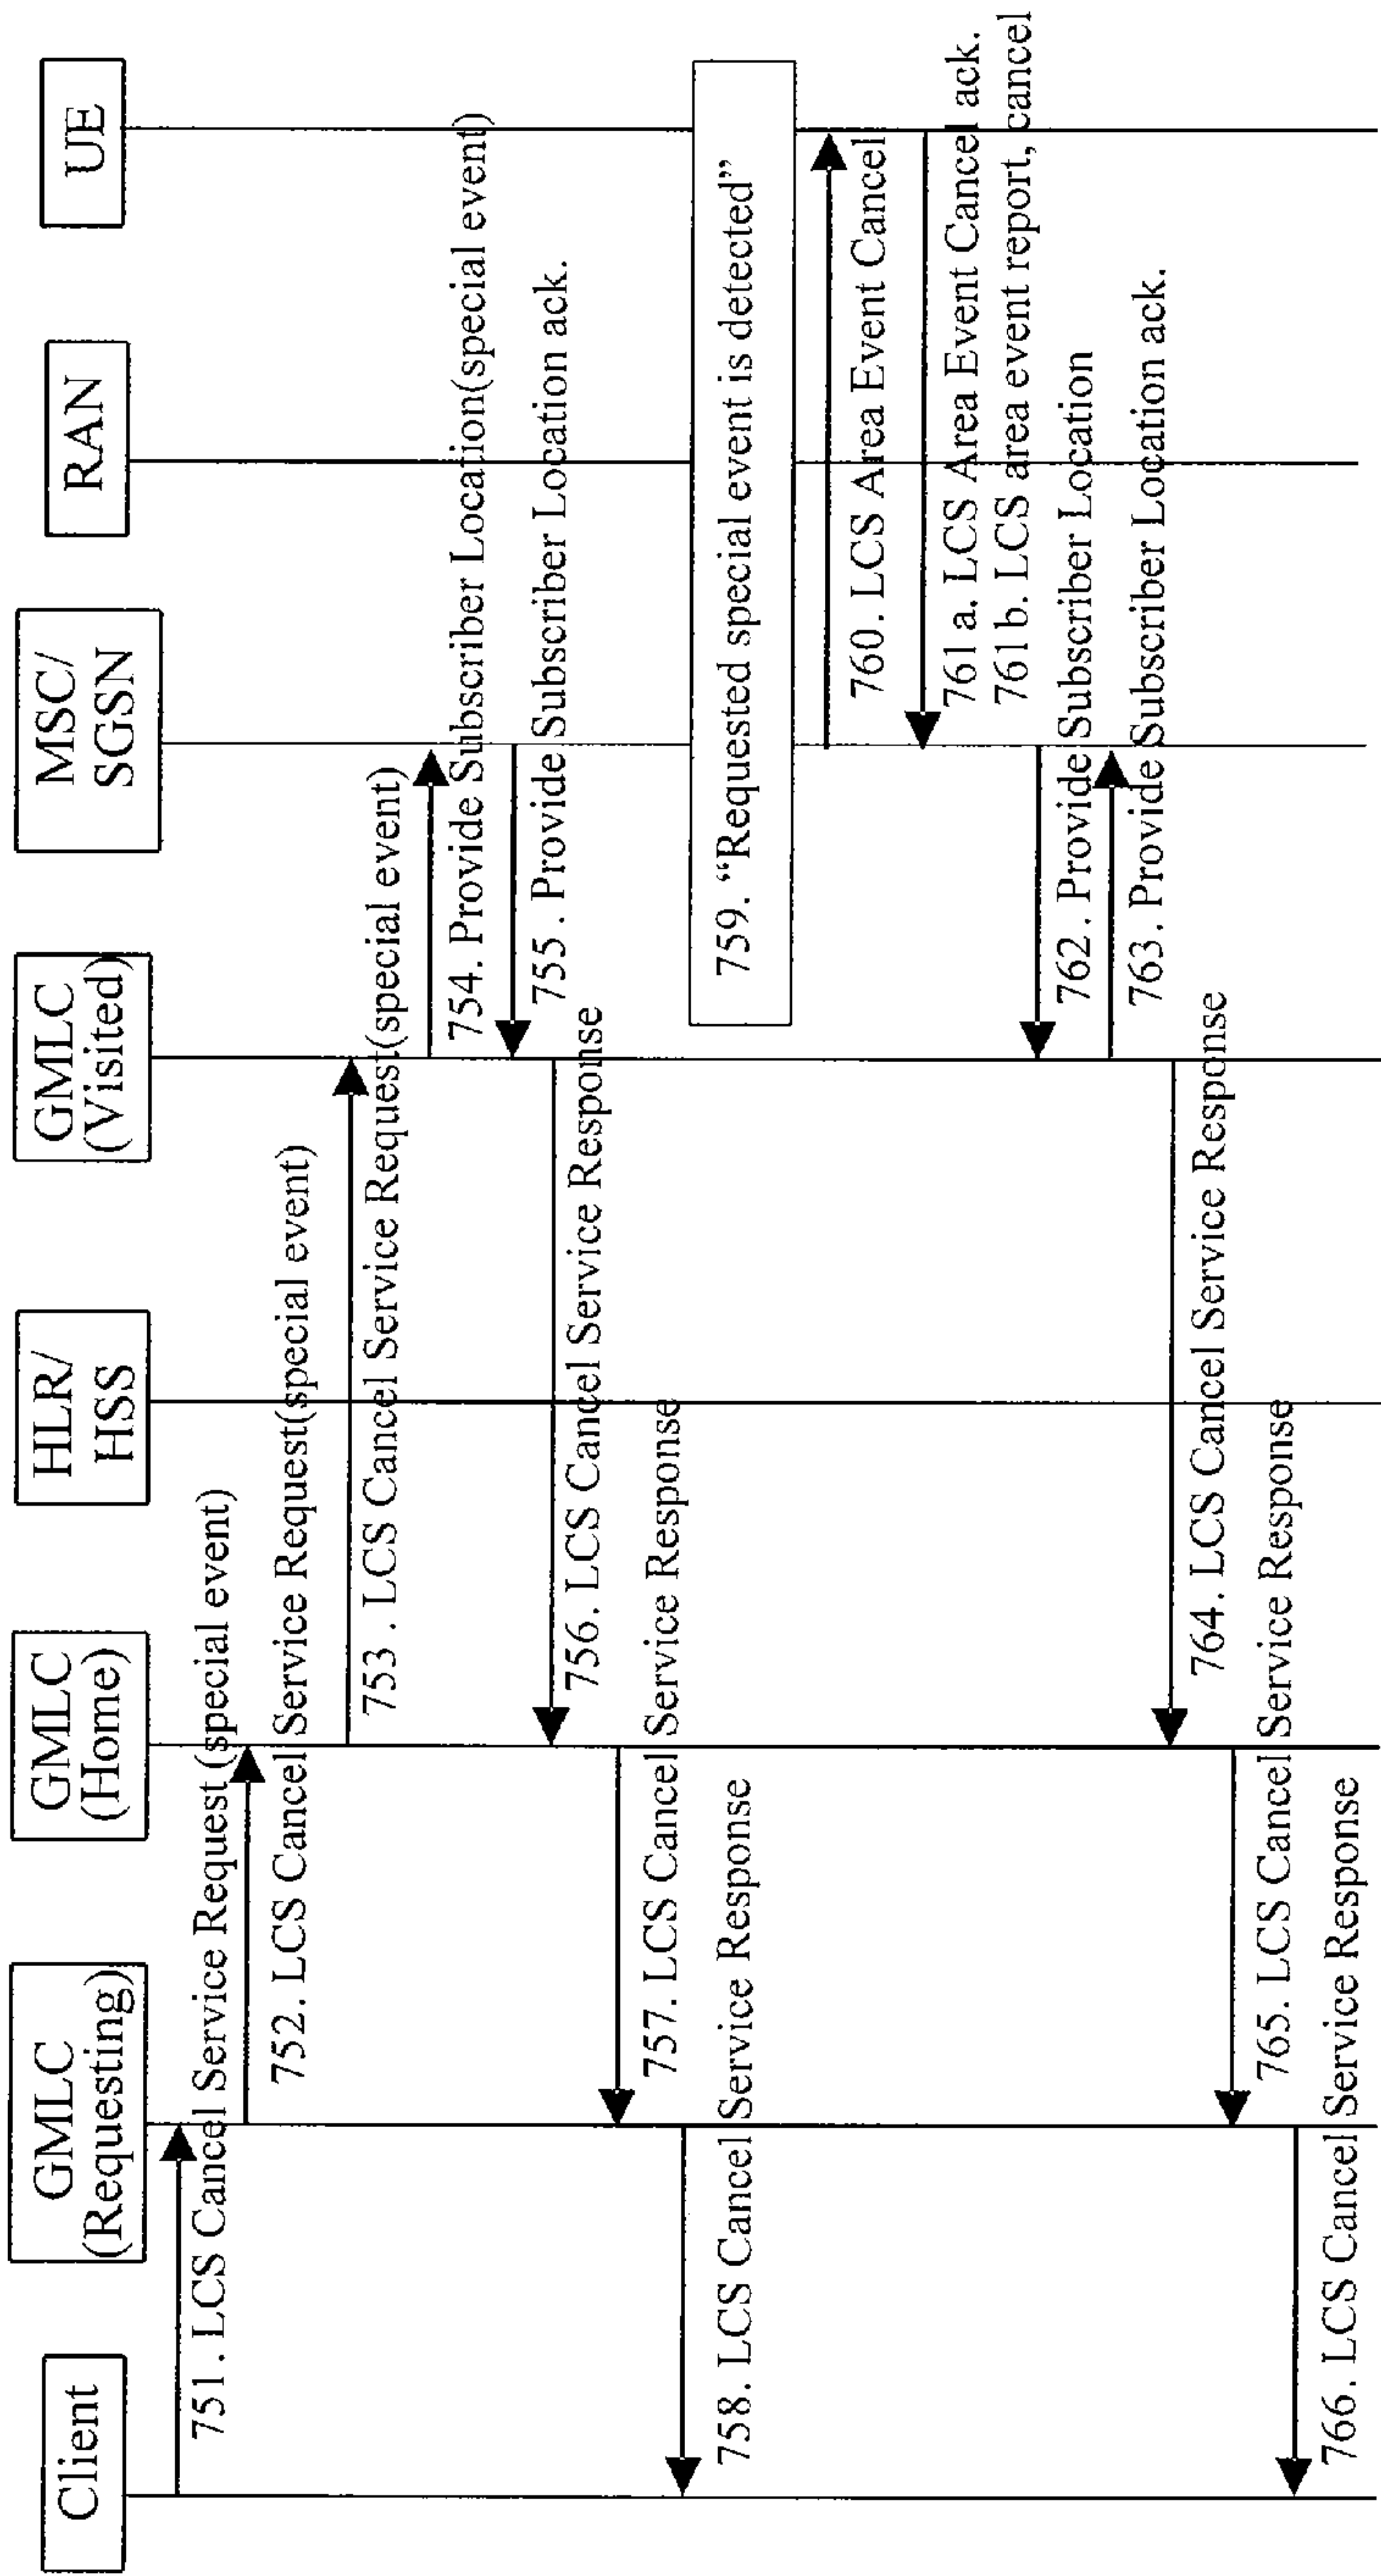 Client
GMLC
(Requesting)
GMLC
(Home)
HLR/
HSS
GMLC
(Visited)
MSC/
SGSN
RAN
UE
751. LCS Cancel Service Request (special event)
752. LCS Cancel Service Request(special event)
753 . LCS Cancel Service Request(special event)
754. Provide Subscriber Location(special event)
755 . Provide Subscriber Location ack.
756. LCS Cancel Service Response
757. LCS Cancel Service Response
758. LCS Cancel Service Response
759. “Requested special event is detected”
760. LCS Area Event Cancel
761 a. LCS Area Event Cancel ack.
761b. LCS area event report, cancel
762. Provide Subscriber Location
763. Provide Subscriber Location ack.
764. LCS Cancel Service Response
765. LCS Cancel Service Response
766. LCS Cancel Service Response